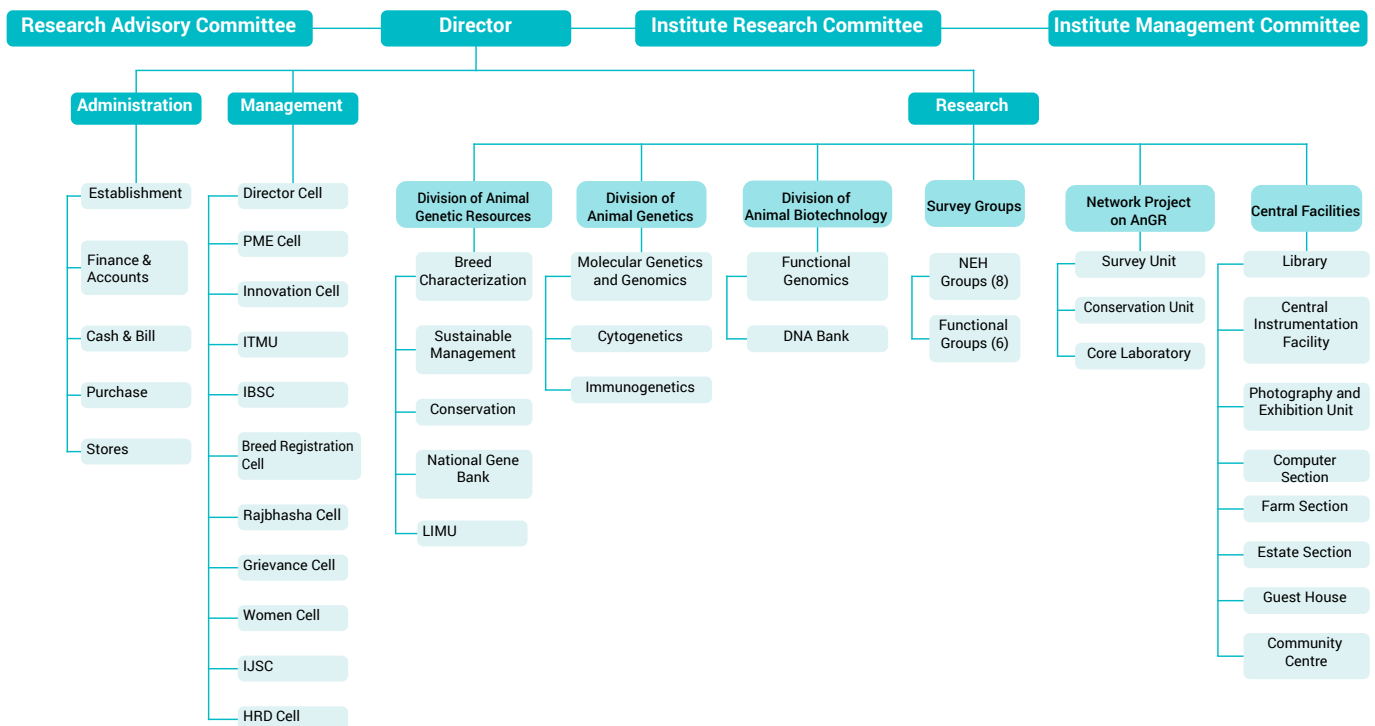 Research Advisory Committee
Director
Institute Research Committee
Institute Management Committee
Administration
Management
Research
Establishment
Finance &
Accounts
Cash & Bill
Purchase
Stores
Director Cell
PME Cell
Innovation Cell
ITMU
IBSC
Breed Registration
Cell
Rajbhasha Cell
Grievance Cell
Women Cell
IJSC
HRD Cell
Division of Animal
Genetic Resources
Breed
Characterization
Sustainable
Management
Conservation
National Gene
Bank
LIMU
Division of
Animal Genetics
Molecular Genetics
and Genomics
Cytogenetics
Immunogenetics
Division of
Animal Biotechnology
Functional
Genomics
DNA Bank
Survey Groups
NEH
Groups (8)
Functional
Groups (6)
Network Project
on AnGR
Survey Unit
Conservation Unit
Core Laboratory
Central Facilities
Library
Central
Instrumentation
Facility
Photography and
Exhibition Unit
Computer
Section
Farm Section
Estate Section
Guest House
Community
Centre